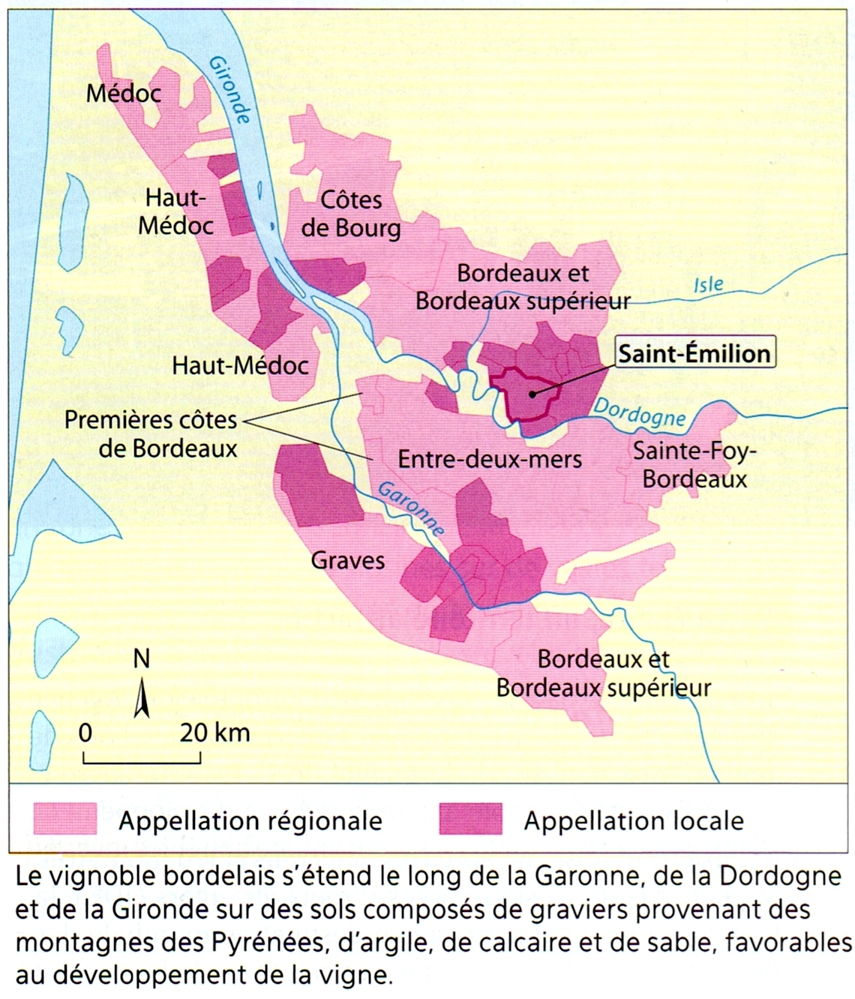 Gironde
Médoc
Haut-
Médoc
Côtes
de Bourg
Bordeaux et
Bordeaux supérieur
Isle
Saint-Émilion
Haut-Médoc
Dordogne
Premières côtes
de Bordeaux
Entre-deux-mers
Sainte-Foy-
Bordeaux
Garonne
Graves
Bordeaux et
Bordeaux supérieur
N
0 20 km
Appellation régionale
Appellation locale
Le vignoble bordelais s'étend le long de la Garonne, de la Dordogne
et de la Gironde sur des sols composés de graviers provenant des
montagnes des Pyrénées, d'argile, de calcaire et de sable, favorables
au développement de la vigne.